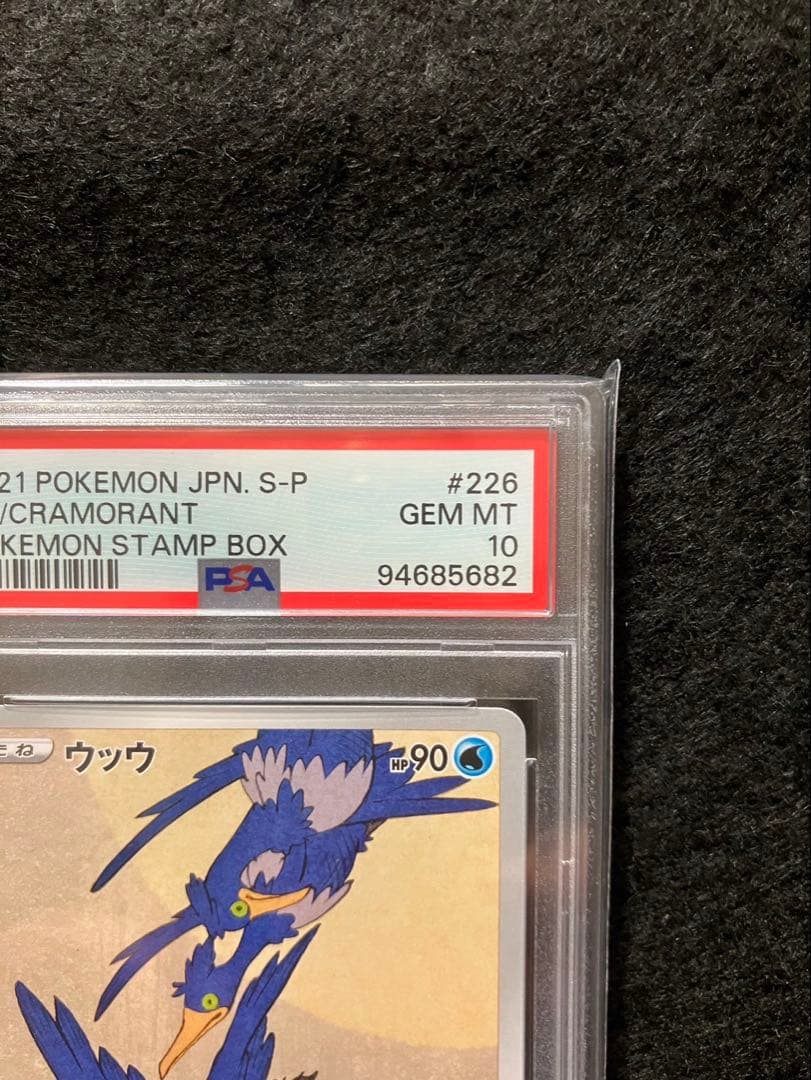 21 POKEMON JPN. S-P #226
/CRAMORANT GEM MT
KEMON STAMP BOX 10
PSA 94685682
ウッウ HP90